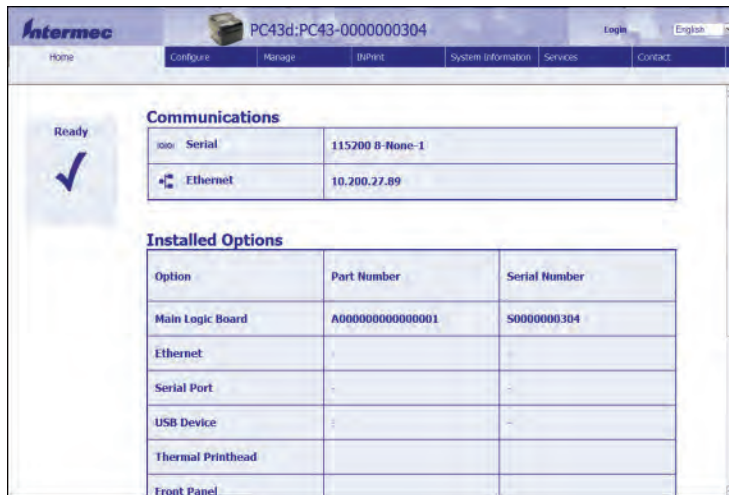 Intermec
PC43d:PC43-0000000304
Login
English
Home
Configure
Manage
INPrint
System Information
Services
Contact
Ready
Communications
Serial
115200 8-None-1
Ethernet
10.200.27.89
Installed Options
Option
Part Number
Serial Number
Main Logic Board
A000000000000001
S0000000304
Ethernet
-
-
Serial Port
-
-
USB Device
-
-
Thermal Printhead
Front Panel